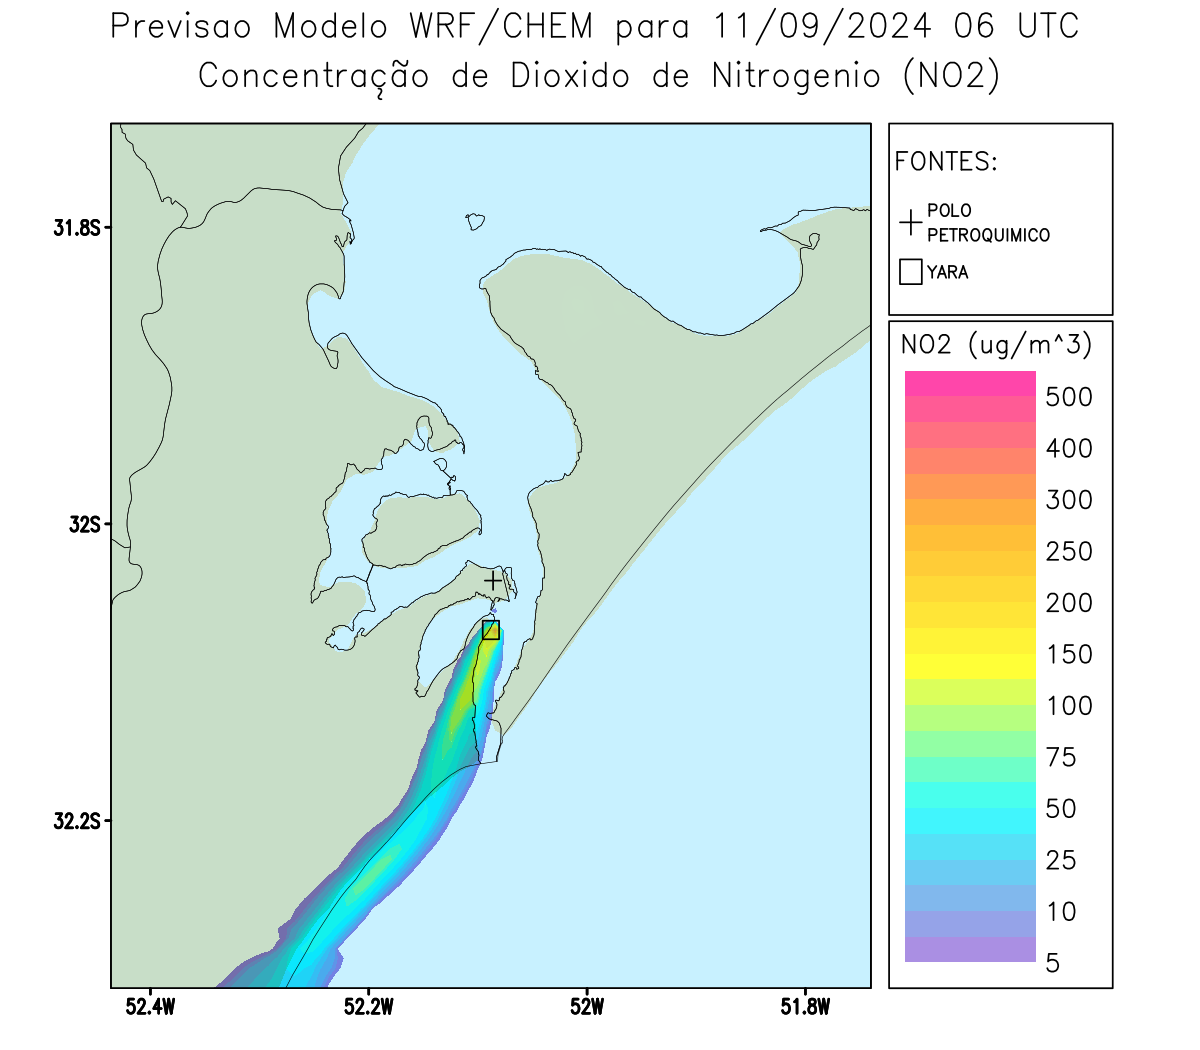 Previsao Modelo WRF/CHEM para 11/09/2024 06 UTC
Concentração de Dioxido de Nitrogenio (NO2)
FONTES:
POLO
PETROQUIMICO
YARA
NO2 (ug/m^3)
500
400
300
250
200
150
100
75
50
25
10
5
31.8S
32S
32.2S
52.4W
52.2W
52W
51.8W